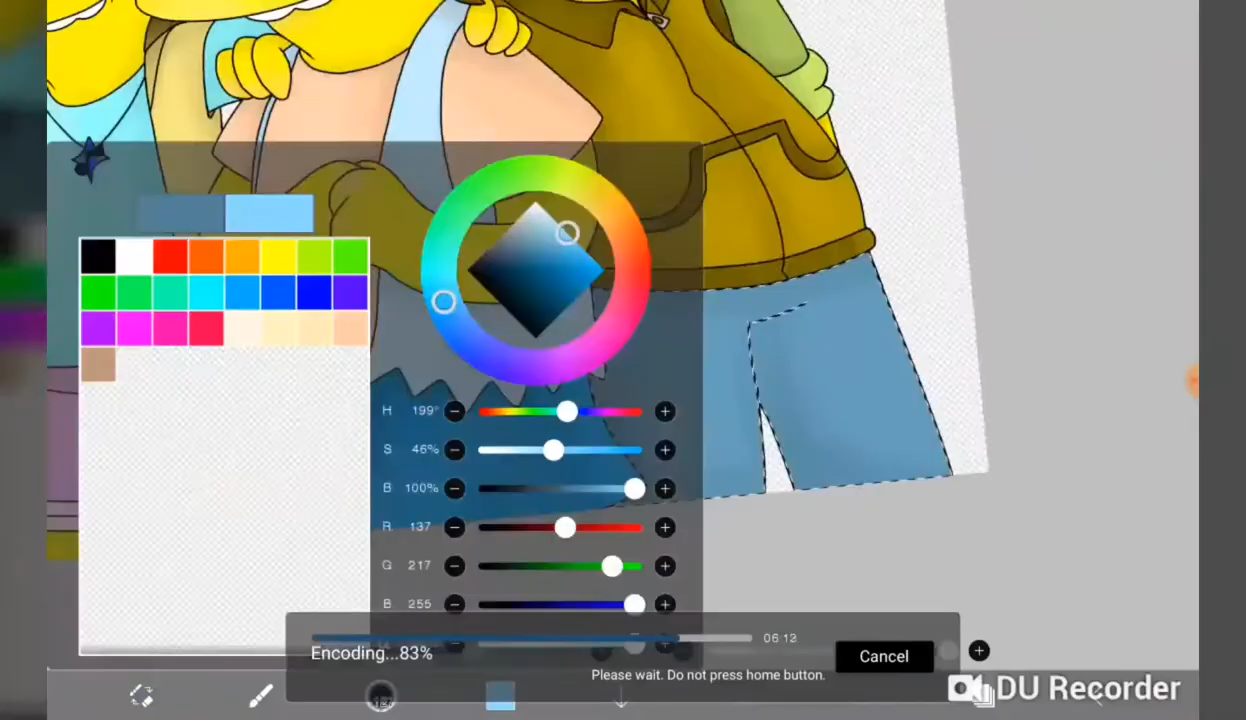 H 199°
S 46%
B 100%
R 137
G 217
B 255
06:13
Encoding...83%
Cancel
Please wait. Do not press home button.
DU Recorder